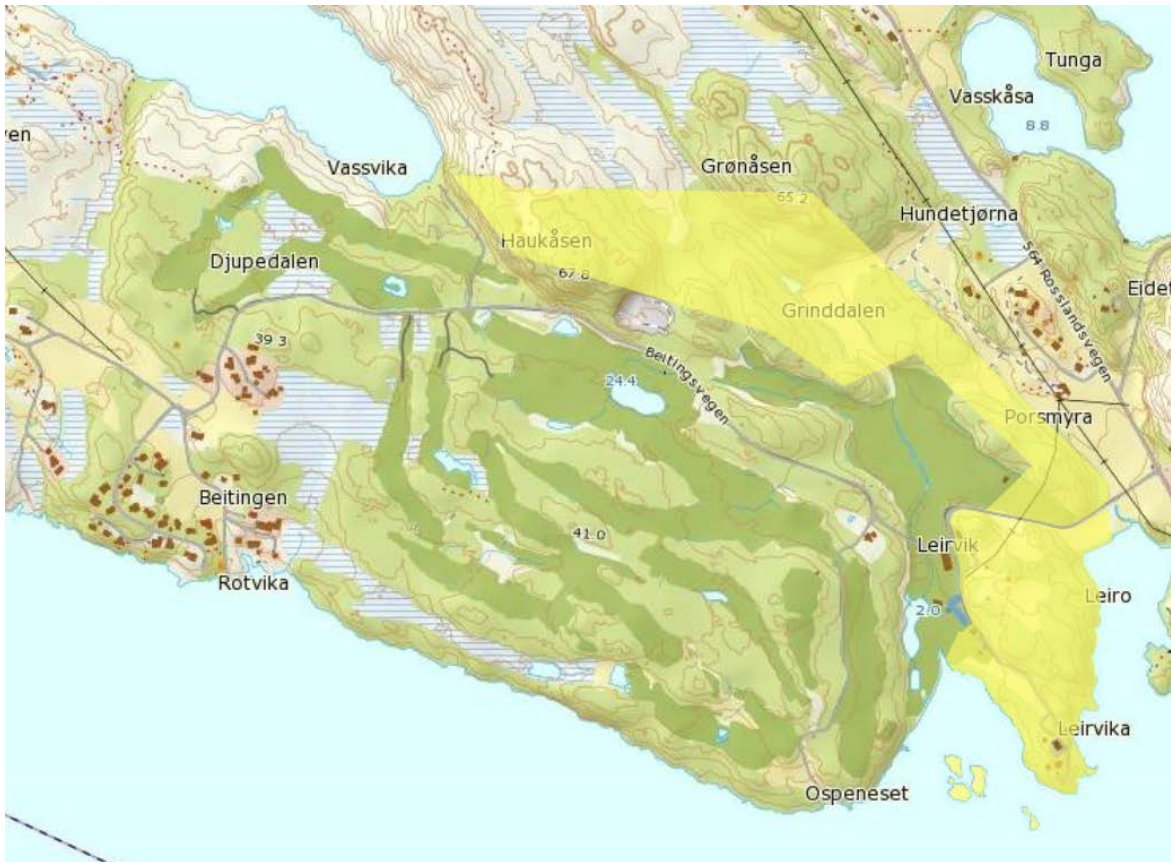 Tunga
Vasskåsa
8.8
ven
Vassvika
Grønåsen
65 2
Hundetjørna
Haukåsen
Djupedalen
67 8
564 Rosslandsvegen
Eidet
Grinddalen
39 3
Beitingsvegen
24.4
Porsmyra
Beitingen
41.0
Leirvik
Rotvika
2.0
Leiro
Leirvika
Ospeneset